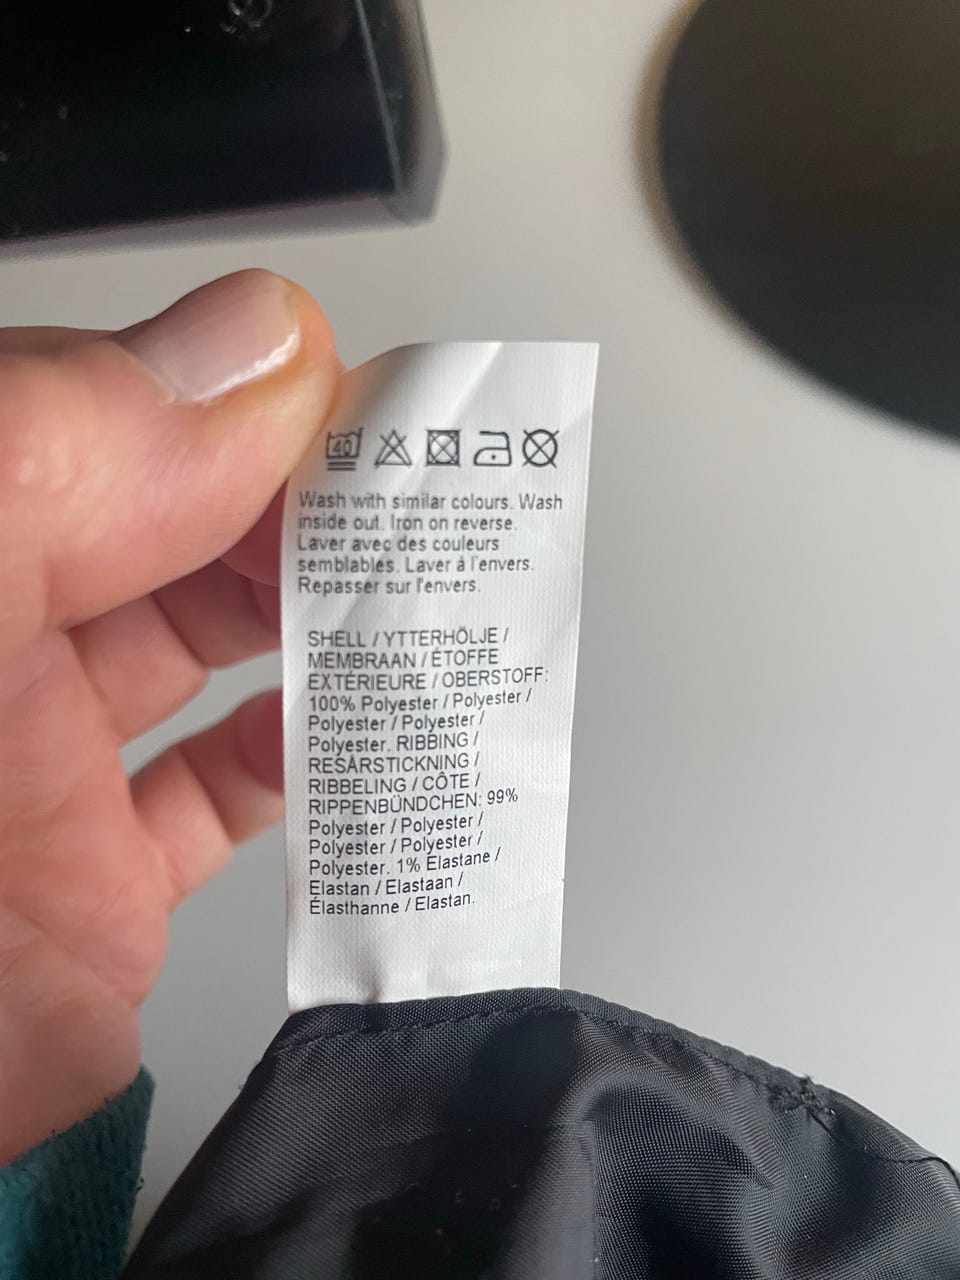 40
Wash with similar colours. Wash
inside out. Iron on reverse.
Laver avec des couleurs
semblables. Laver à l'envers.
Repasser sur l'envers.
SHELL / YTTERHÖLJE /
MEMBRAAN / ÉTOFFE
EXTÉRIEURE / OBERSTOFF:
100% Polyester / Polyester /
Polyester / Polyester /
Polyester. RIBBING /
RESÅRSTICKNING /
RIBBELING / CÔTE /
RIPPENBÜNDCHEN: 99%
Polyester / Polyester /
Polyester / Polyester /
Polyester. 1% Elastane /
Elastan / Elastaan /
Élasthanne / Elastan.